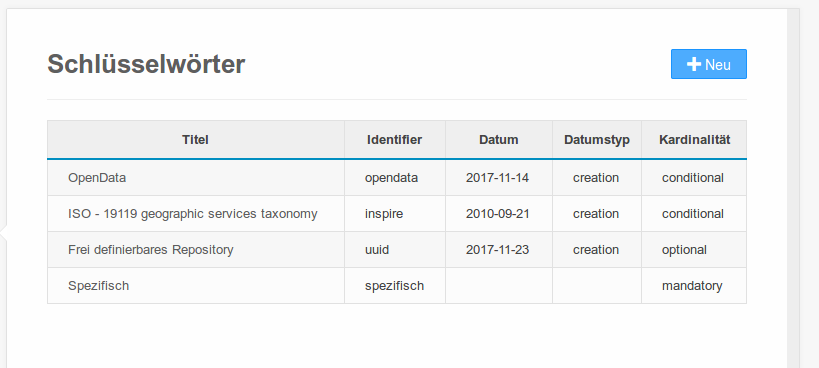 Schlüsselwörter
Neu
Titel Identifier Datum Datumstyp Kardinalität
OpenData opendata 2017-11-14 creation conditional
ISO - 19119 geographic services taxonomy inspire 2010-09-21 creation conditional
Frei definierbares Repository uuid 2017-11-23 creation optional
Spezifisch spezifisch mandatory